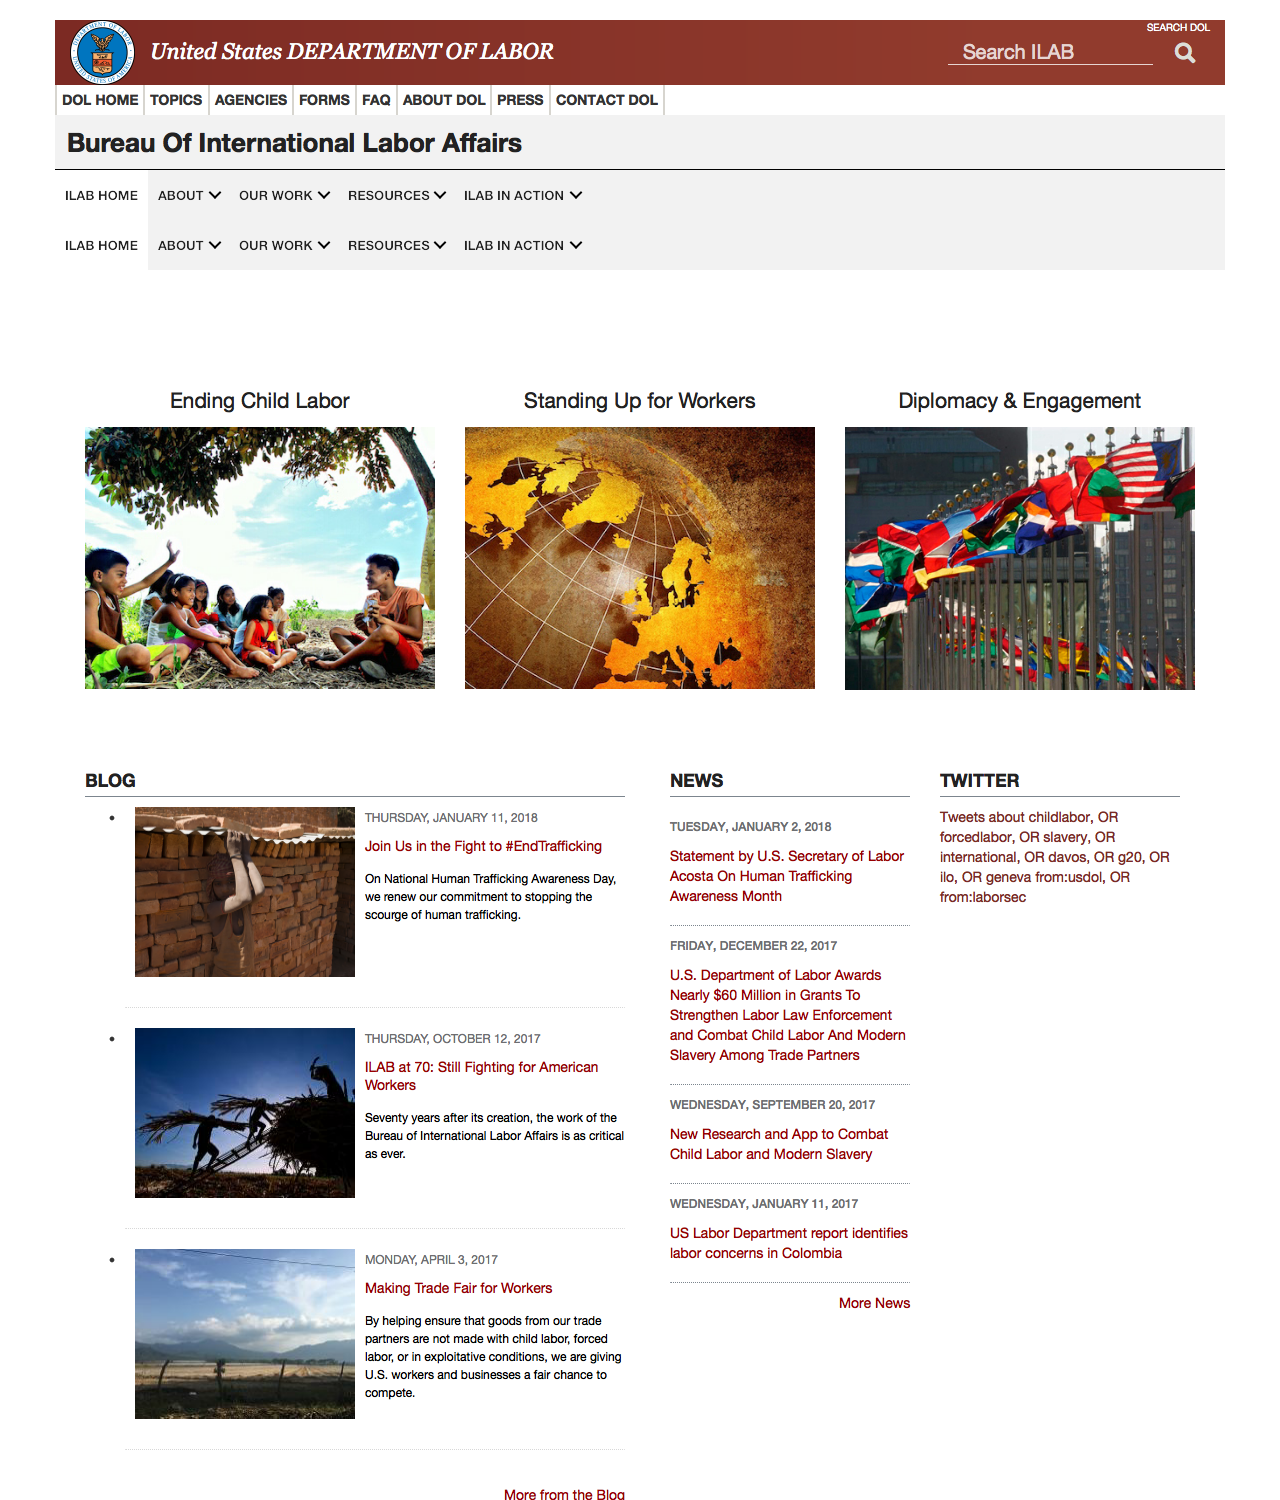 SEARCH DOL
United States DEPARTMENT OF LABOR
Search ILAB
DOL HOME TOPICS AGENCIES FORMS FAQ ABOUT DOL PRESS CONTACT DOL
Bureau Of International Labor Affairs
ILAB HOME ABOUT OUR WORK RESOURCES ILAB IN ACTION
ILAB HOME ABOUT OUR WORK RESOURCES ILAB IN ACTION
Ending Child Labor
Standing Up for Workers
Diplomacy & Engagement
BLOG
THURSDAY, JANUARY 11, 2018
Join Us in the Fight to #EndTrafficking
On National Human Trafficking Awareness Day,
we renew our commitment to stopping the
scourge of human trafficking.
THURSDAY, OCTOBER 12, 2017
ILAB at 70: Still Fighting for American
Workers
Seventy years after its creation, the work of the
Bureau of International Labor Affairs is as critical
as ever.
MONDAY, APRIL 3, 2017
Making Trade Fair for Workers
By helping ensure that goods from our trade
partners are not made with child labor, forced
labor, or in exploitative conditions, we are giving
U.S. workers and businesses a fair chance to
compete.
More from the Blog
NEWS
TUESDAY, JANUARY 2, 2018
Statement by U.S. Secretary of Labor
Acosta On Human Trafficking
Awareness Month
FRIDAY, DECEMBER 22, 2017
U.S. Department of Labor Awards
Nearly $60 Million in Grants To
Strengthen Labor Law Enforcement
and Combat Child Labor And Modern
Slavery Among Trade Partners
WEDNESDAY, SEPTEMBER 20, 2017
New Research and App to Combat
Child Labor and Modern Slavery
WEDNESDAY, JANUARY 11, 2017
US Labor Department report identifies
labor concerns in Colombia
More News
TWITTER
Tweets about childlabor, OR
forcedlabor, OR slavery, OR
international, OR davos, OR g20, OR
ilo, OR geneva from:usdol, OR
from:laborsec